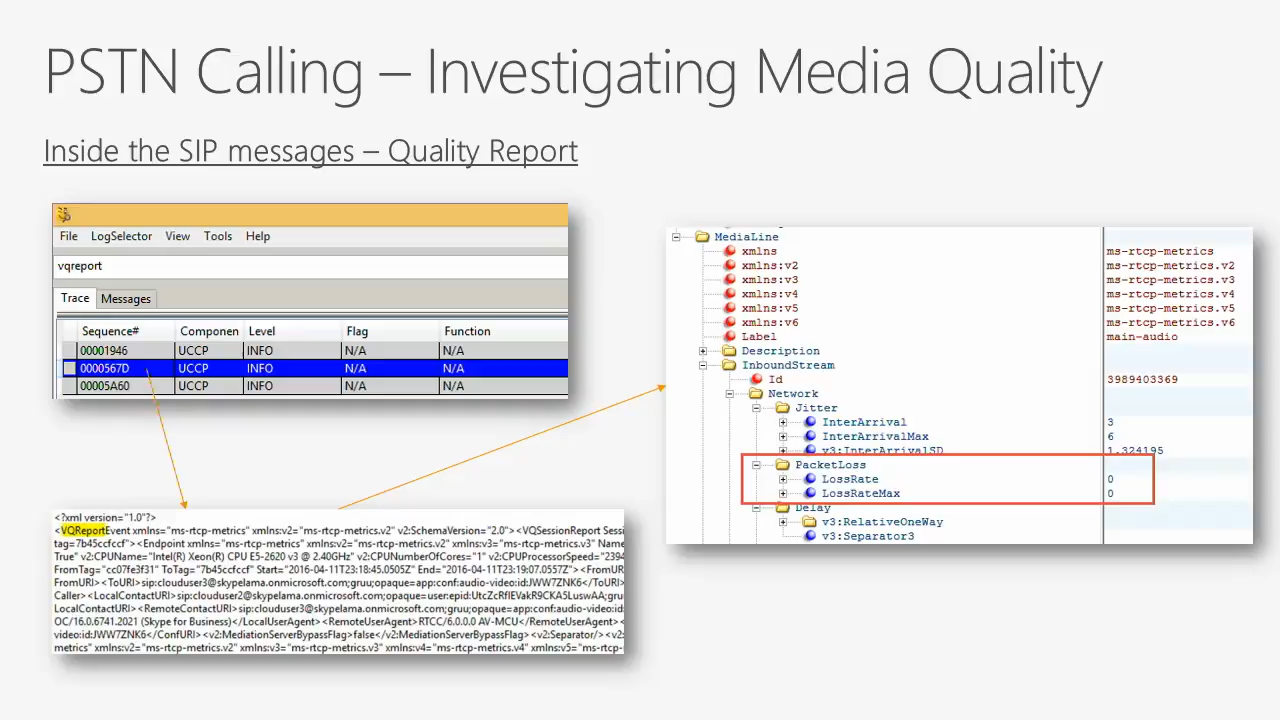 PSTN Calling – Investigating Media Quality
Inside the SIP messages – Quality Report
File LogSelector View Tools Help
vqreport
Trace Messages
Sequence# Componen Level Flag Function
00001946 UCCP INFO N/A N/A
0000567D UCCP INFO N/A N/A
00005A60 UCCP INFO N/A N/A
<?xml version="1.0"?>
<VQReportEvent xmlns="ms-rtcp-metrics" xmlns:v2="ms-rtcp-metrics.v2" v2:SchemaVersion="2.0"><VQSessionReport Sessi
tag=7b45ccfccf"><Endpoint xmlns="ms-rtcp-metrics" xmlns:v2="ms-rtcp-metrics.v2" xmlns:v3="ms-rtcp-metrics.v3" Name
True" v2:CPUName="Intel(R) Xeon(R) CPU E5-2620 v3 @ 2.40GHz" v2:CPUNumberOfCores="1" v2:CPUProcessorSpeed="2394
FromTag="cc07fe3f31" ToTag="7b45ccfccf" Start="2016-04-11T23:18:45.0505Z" End="2016-04-11T23:19:07.0557Z"><FromURI
FromURI><ToURI>sip:clouduser3@skypelama.onmicrosoft.com;gruu;opaque=app:conf:audio-video:id:JWW7ZNK6</ToURI>
Caller><LocalContactURI>sip:clouduser2@skypelama.onmicrosoft.com;opaque=user:epid:UtcZcRfIEVakR9CKA5LuswAA;gru
LocalContactURI><RemoteContactURI>sip:clouduser3@skypelama.onmicrosoft.com;gruu;opaque=app:conf:audio-video:id:
OC/16.0.6741.2021 (Skype for Business)</LocalUserAgent><RemoteUserAgent>RTCC/6.0.0.0 AV-MCU</RemoteUserAgent><
video:id:JWW7ZNK6</ConfURI><v2:MediationServerBypassFlag>false</v2:MediationServerBypassFlag><v2:Separator/><v2:
metrics" xmlns:v2="ms-rtcp-metrics.v2" xmlns:v3="ms-rtcp-metrics.v3" xmlns:v4="ms-rtcp-metrics.v4" xmlns:v5="ms-rtcp-
MediaLine
xmlns ms-rtcp-metrics
xmlns:v2 ms-rtcp-metrics.v2
xmlns:v3 ms-rtcp-metrics.v3
xmlns:v4 ms-rtcp-metrics.v4
xmlns:v5 ms-rtcp-metrics.v5
xmlns:v6 ms-rtcp-metrics.v6
Label main-audio
Description
InboundStream
Id 3989403369
Network
Jitter
InterArrival 3
InterArrivalMax 6
v3:InterArrivalSD 1.324195
PacketLoss
LossRate 0
LossRateMax 0
Delay
v3:RelativeOneWay
v3:Separator3